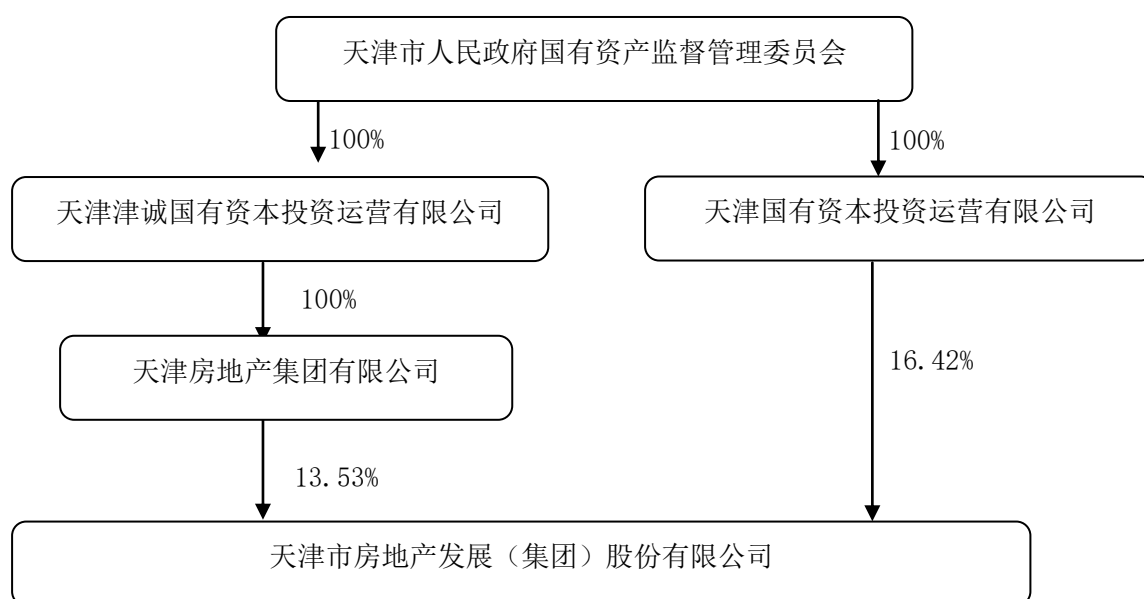 天津市人民政府国有资产监督管理委员会
100%
100%
天津津诚国有资本投资运营有限公司
天津国有资本投资运营有限公司
100%
天津房地产集团有限公司
16.42%
13.53%
天津市房地产发展（集团）股份有限公司